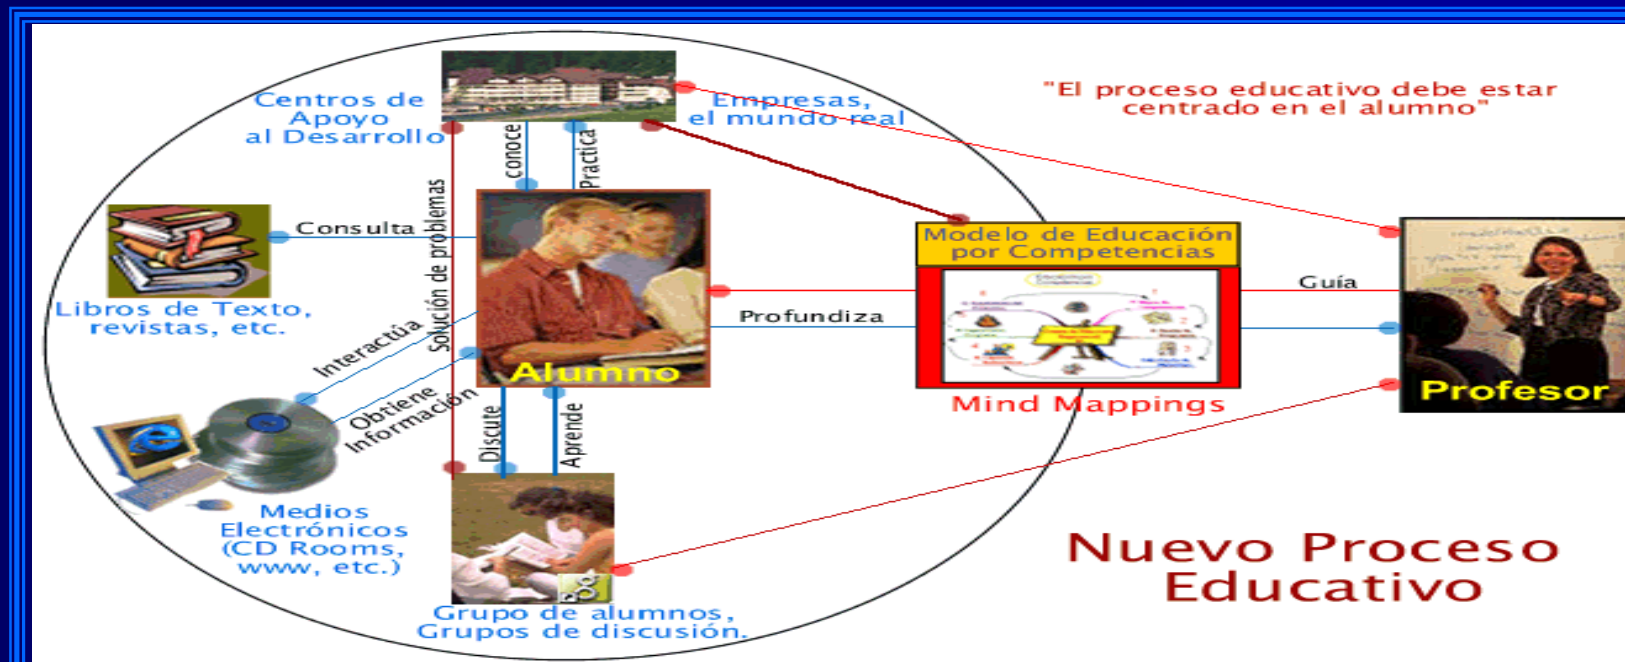 "El proceso educativo debe estar
centrado en el alumno"
Centros de
Apoyo
al Desarrollo
Empresas,
el mundo real
conoce
Practica
Solución de problemas
Consulta
Libros de Texto,
revistas, etc.
Modelo de Educación
por Competencias
Guía
Profundiza
Interactúa
Obtiene
Información
Alumno
Profesor
Mind Mappings
Discute
Aprende
Medios
Electrónicos
(CD Rooms,
www, etc.)
Grupo de alumnos,
Grupos de discusión.
Nuevo Proceso
Educativo